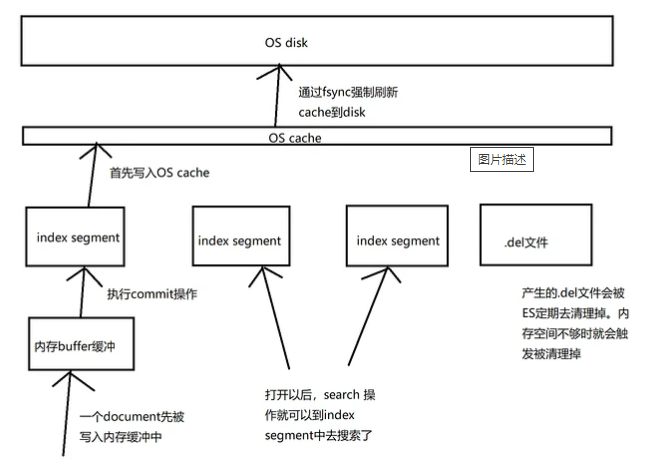 OS disk
通过fsync强制刷新
cache到disk
OS cache
图片描述
首先写入OS cache
index segment
index segment
index segment
.del文件
执行commit操作
产生的.del文件会被
ES定期去清理掉。内
存空间不够时就会触
发被清理掉
内存buffer缓冲
打开以后，search 操
作就可以到index
segment中去搜索了
一个document先被
写入内存缓冲中